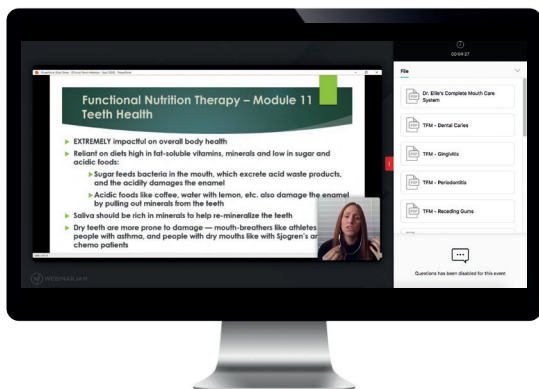 00:04:27
File
Functional Nutrition Therapy – Module 11
Teeth Health
EXTREMELY impactful on overall body health
Reliant on diets high in fat-soluble vitamins, minerals and low in sugar and
acidic foods:
Sugar feeds bacteria in the mouth, which excrete acid waste products,
and the acidity damages the enamel
Acidic foods like coffee, water with lemon, etc. also damage the enamel
by pulling out minerals from the teeth
Saliva should be rich in minerals to help re-mineralize the teeth
Dry teeth are more prone to damage — mouth-breathers like athletes
people with asthma, and people with dry mouths like with Sjogren's
chemo patients
PDF
Dr. Ellie's Complete Mouth Care
System
PDF
TFM - Dental Caries
PDF
TFM - Gingivitis
PDF
TFM - Periodontitis
PDF
TFM - Receding Gums
Questions has been disabled for this event
WEBINARJAM